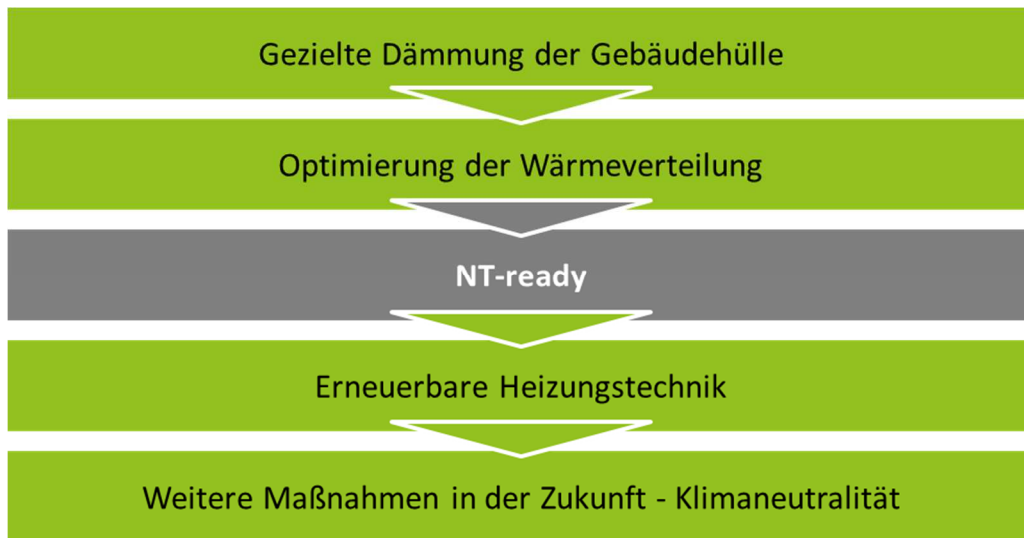 Gezielte Dämmung der Gebäudehülle
Optimierung der Wärmeverteilung
NT-ready
Erneuerbare Heizungstechnik
Weitere Maßnahmen in der Zukunft - Klimaneutralität